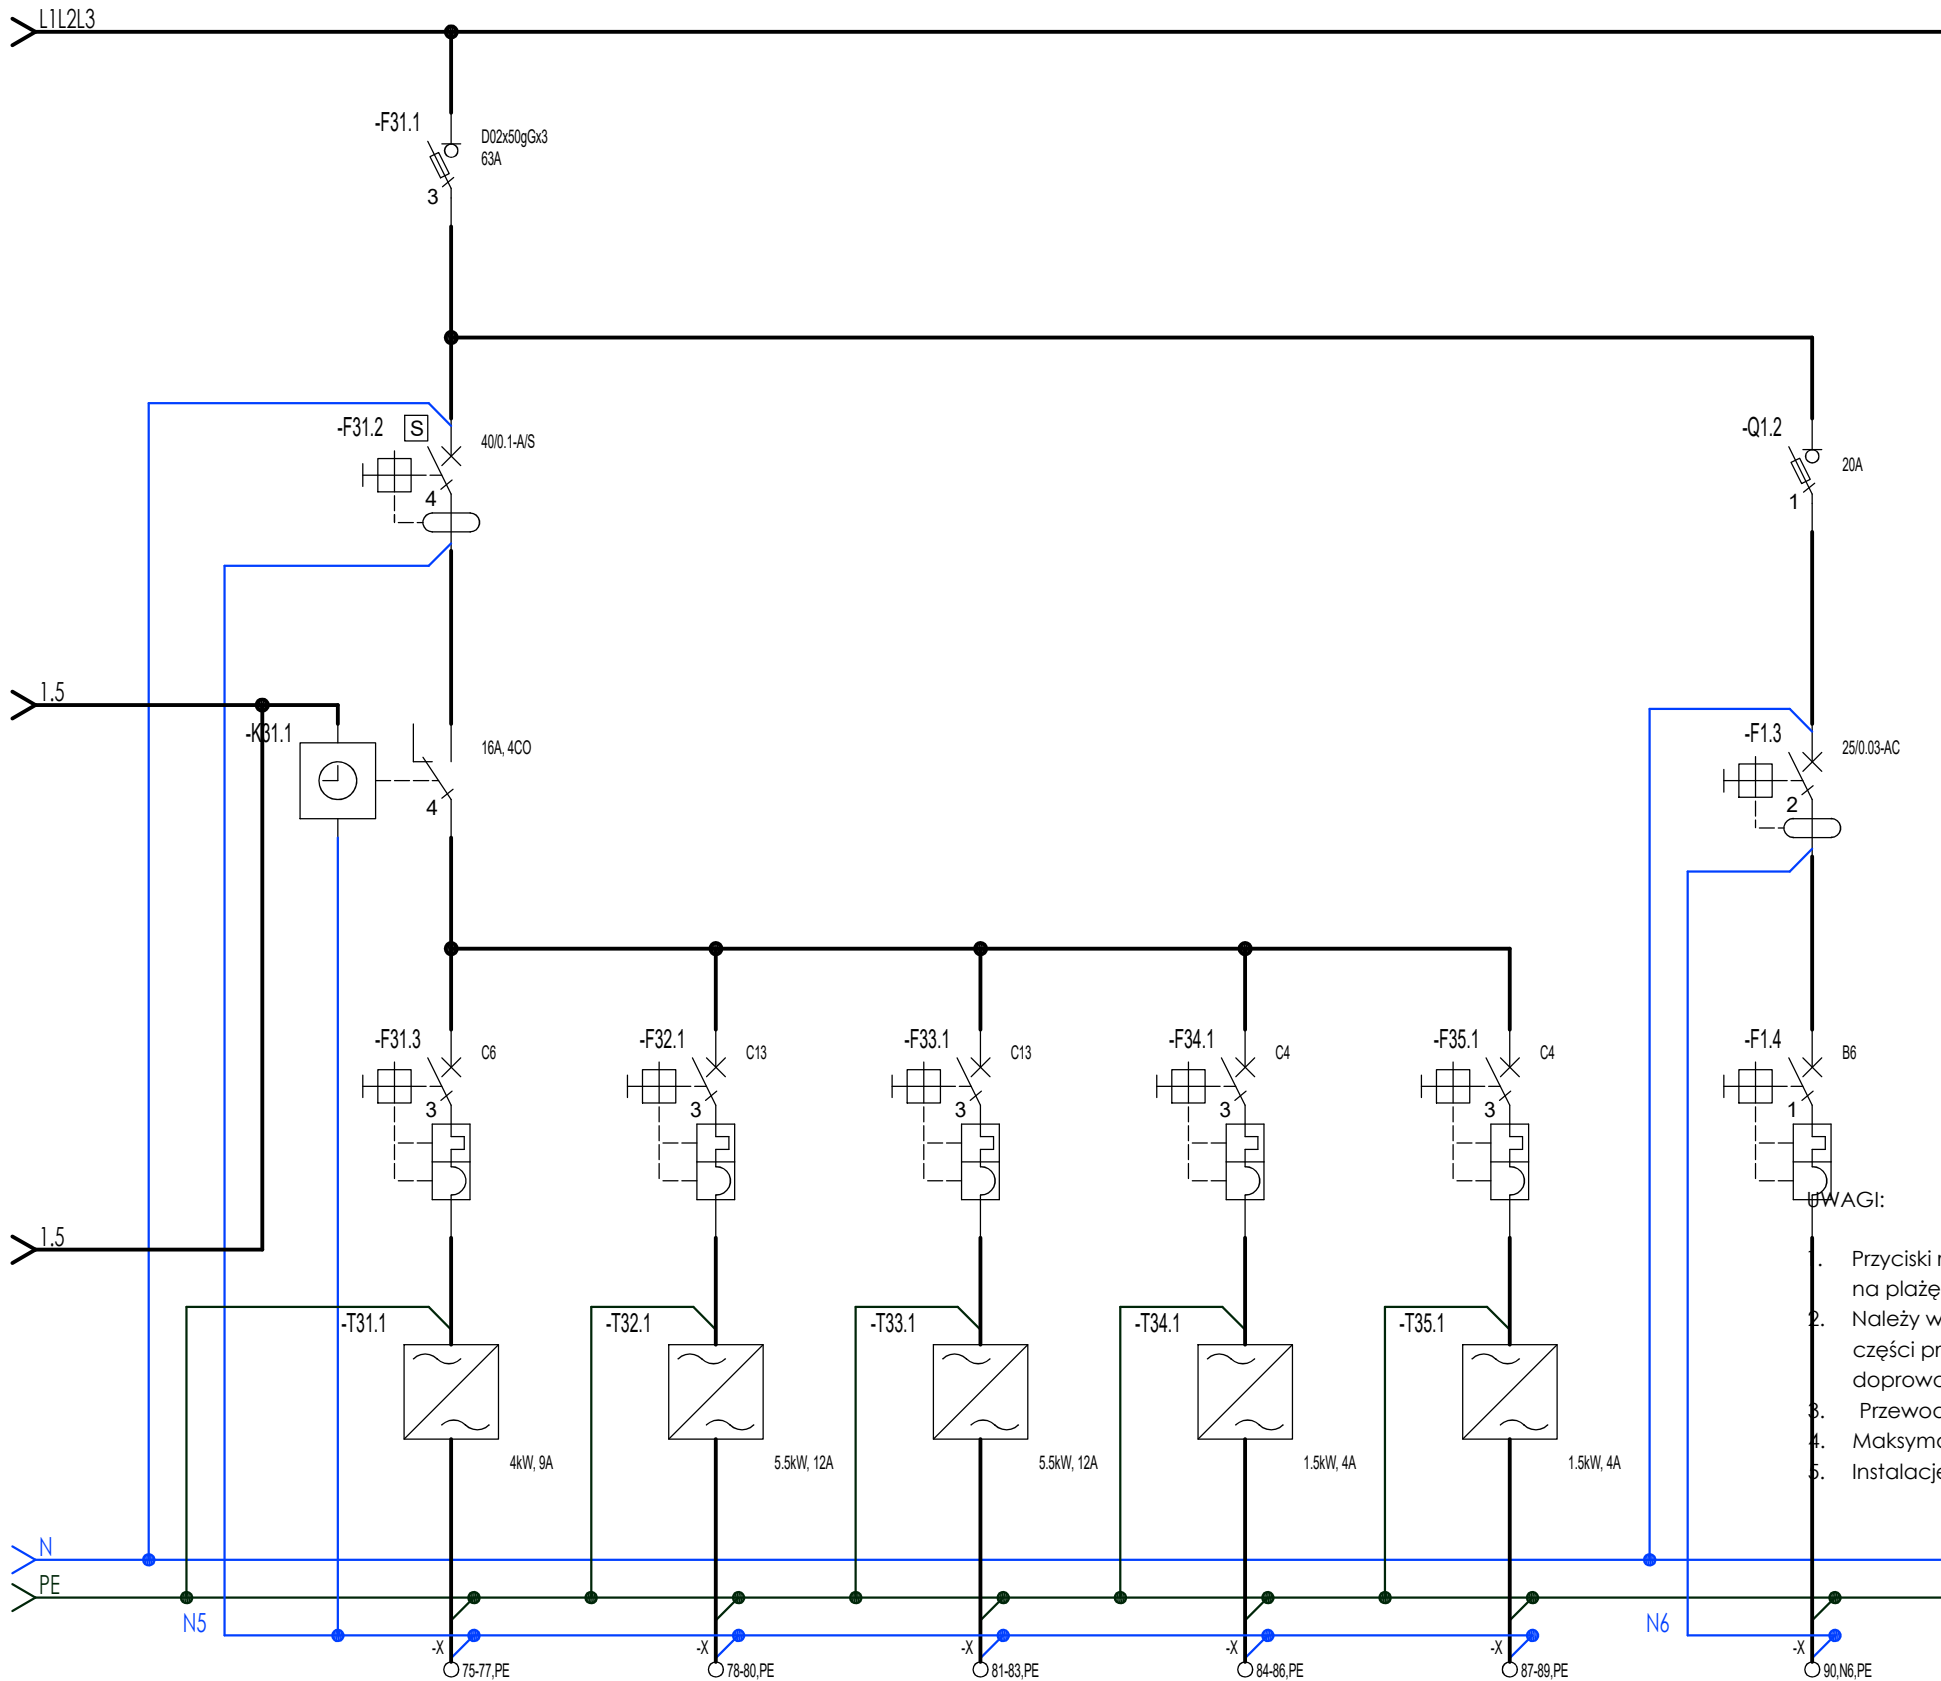 L1L2L3
-F31.1
D02x50gGx3
63A
3
-F31.2
S
40/0.1-A/S
4
-Q1.2
20A
1
1.5
-K31.1
16A, 4CO
4
-F1.3
25/0.03-AC
2
-F31.3
C6
3
-F32.1
C13
3
-F33.1
C13
3
-F34.1
C4
3
-F35.1
C4
3
-F1.4
B6
1
UWAGI:
1.5
1. Przyciski
na plażę
2. Należy
części
3. 
4. 
5. Instalacje
-T31.1
-T32.1
-T33.1
-T34.1
-T35.1
4kW, 9A
5.5kW, 12A
5.5kW, 12A
1.5kW, 4A
1.5kW, 4A
N
PE
N5
N6
-X
-X
-X
-X
-X
-X
75-77,PE
78-80,PE
81-83,PE
84-86,PE
87-89,PE
90,N6,PE